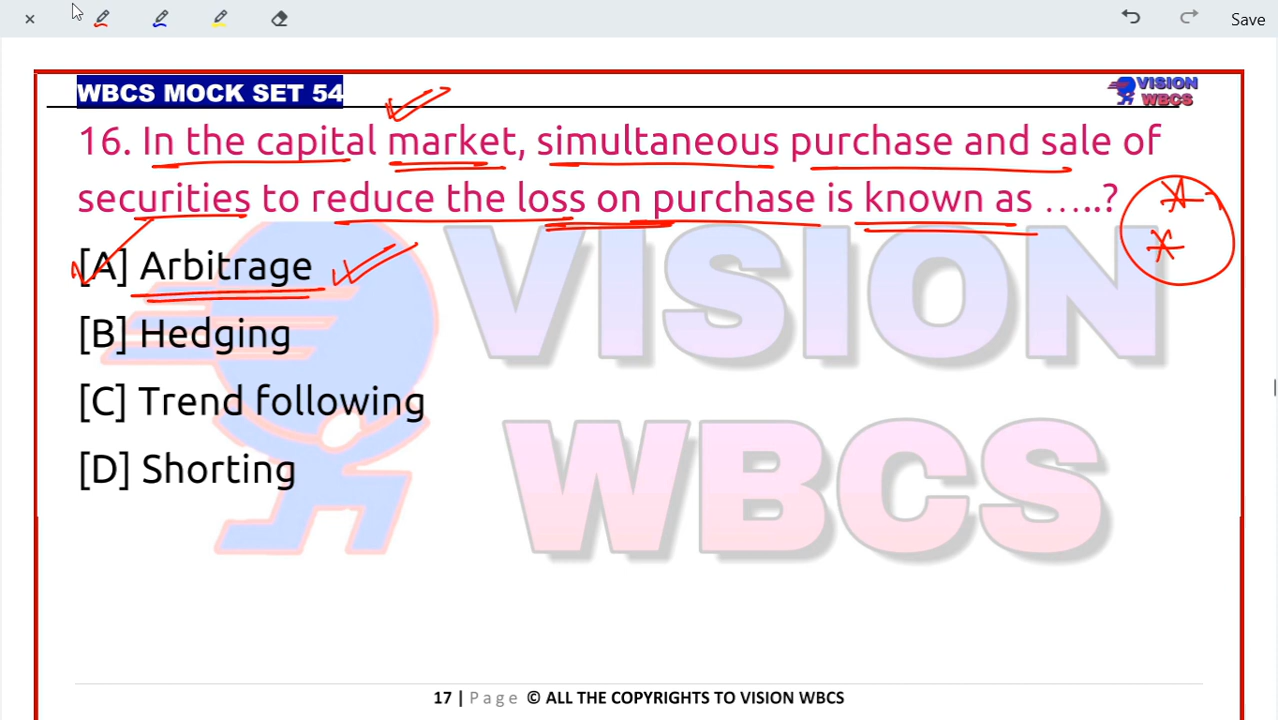 Save
WBCS MOCK SET 54
VISION
WBCS
16. In the capital market, simultaneous purchase and sale of
securities to reduce the loss on purchase is known as …..?
[A] Arbitrage
[B] Hedging
[C] Trend following
[D] Shorting
VISION
WBCS
17 | Page © ALL THE COPYRIGHTS TO VISION WBCS